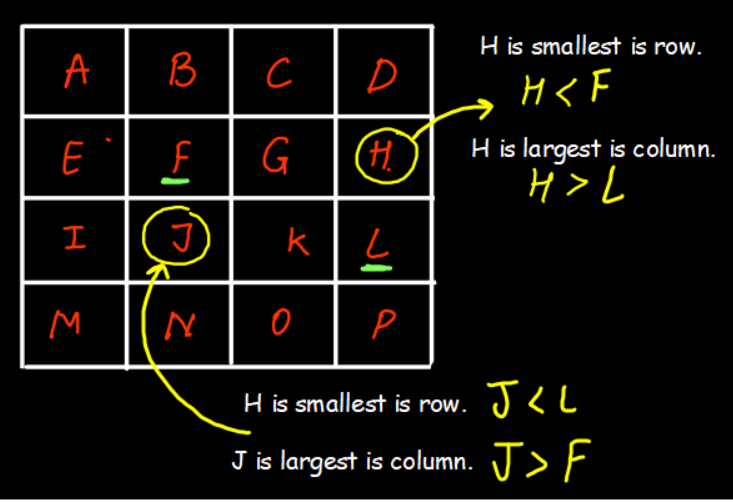 A B C D
E F G H
I J K L
M N O P
H is smallest is row.
H < F
H is largest is column.
H > L
H is smallest is row. J < L
J is largest is column. J > F